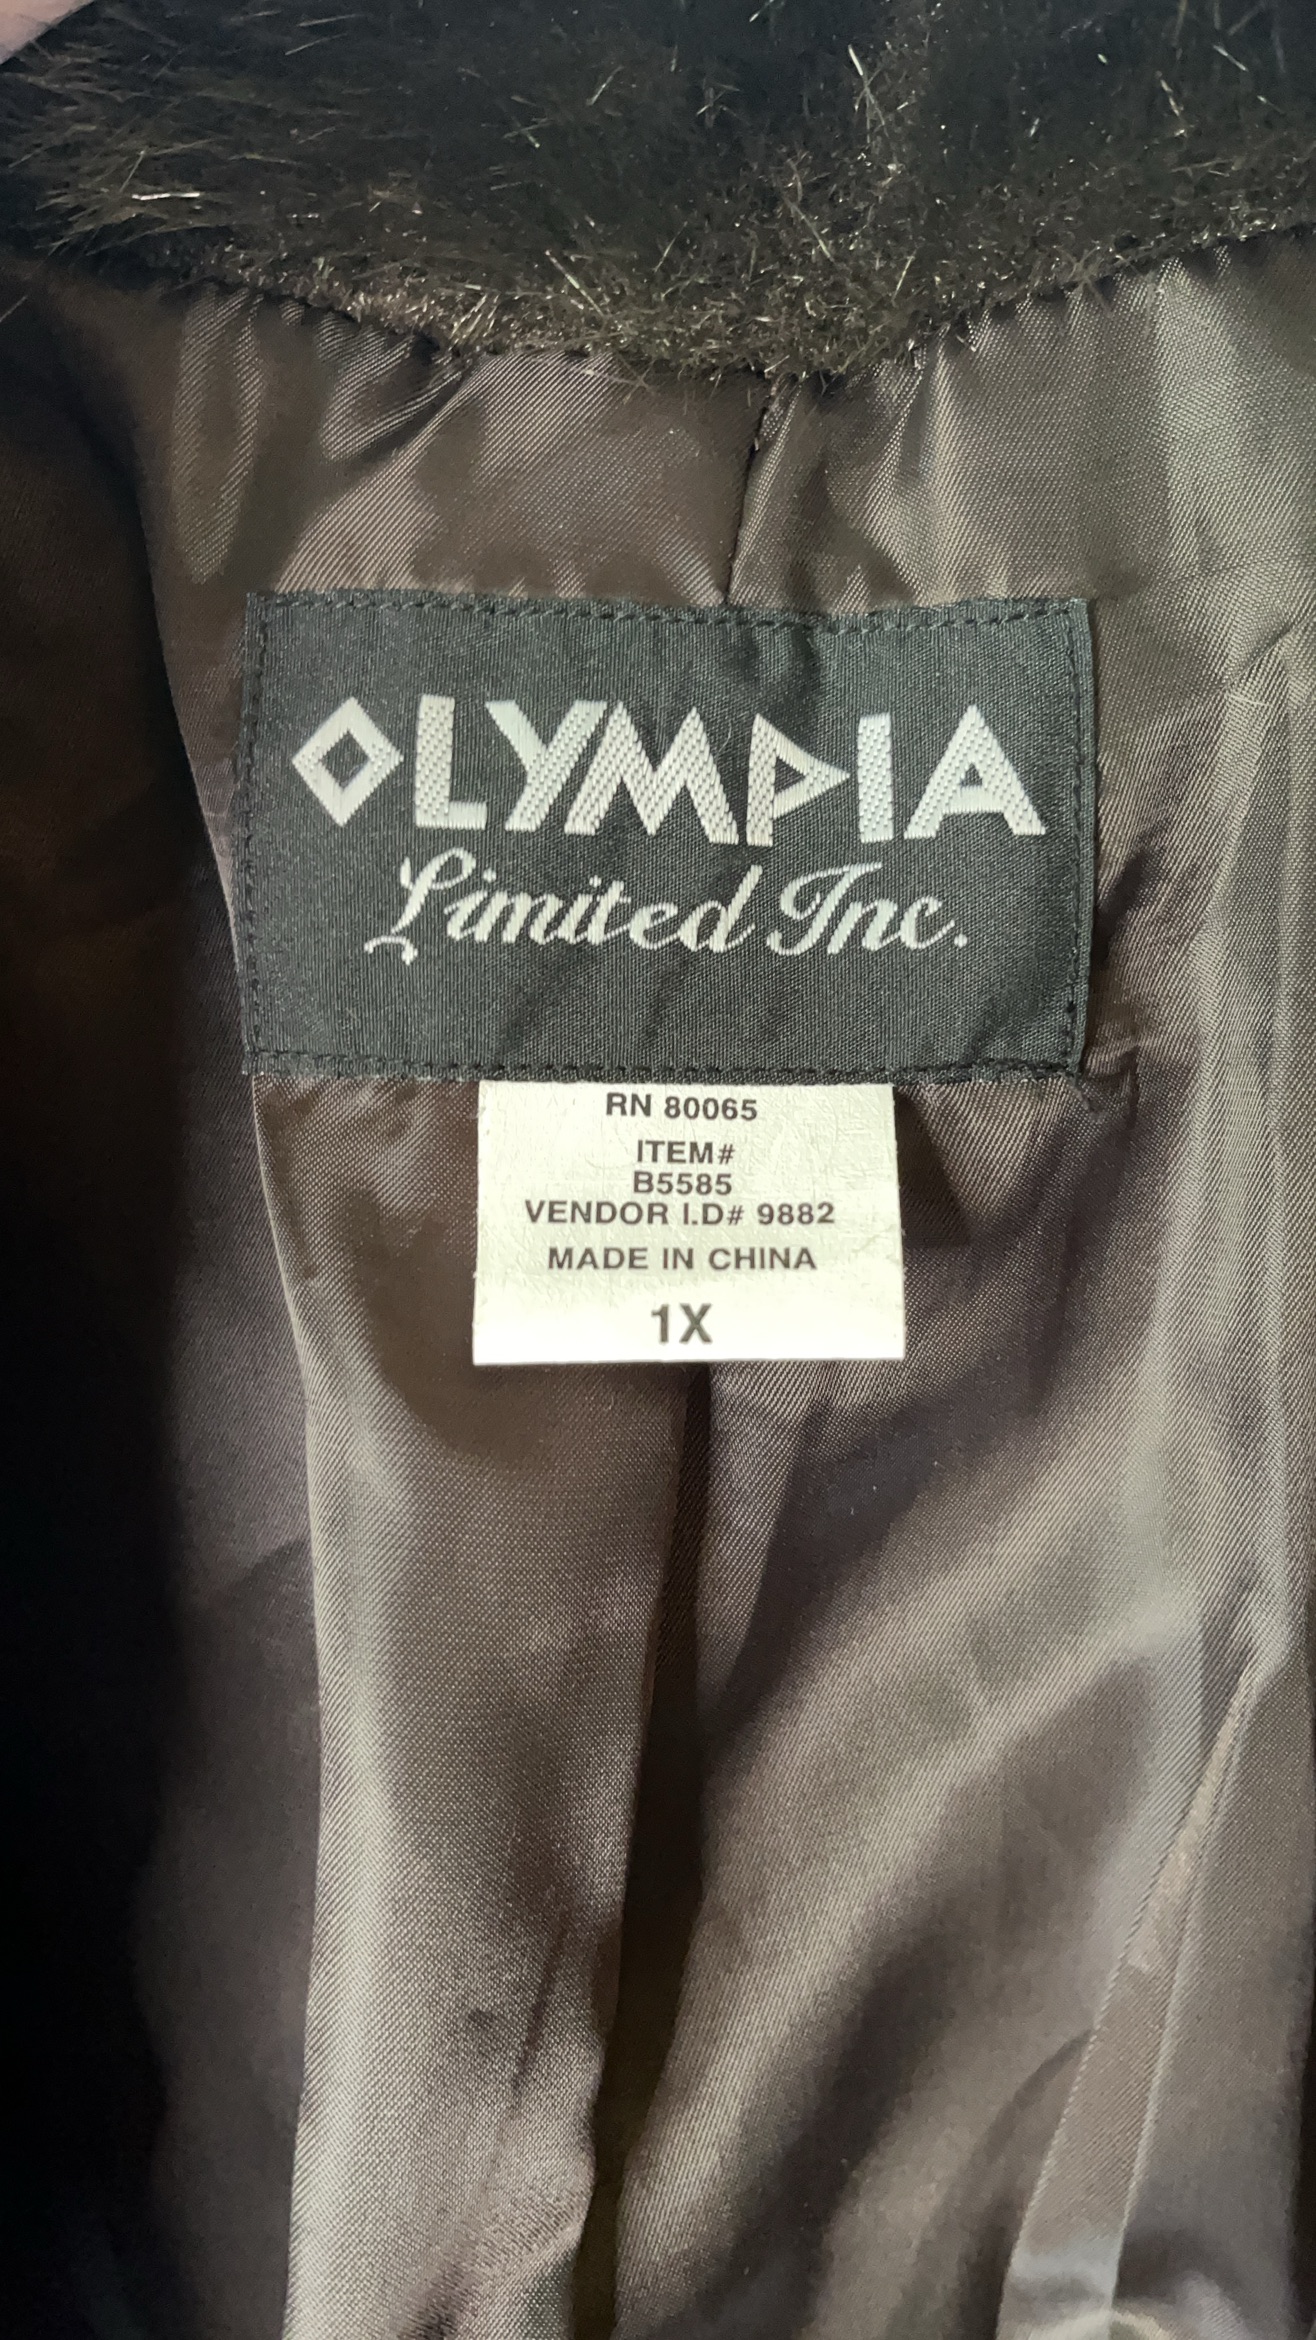 OLYMPIA
Limited Inc.
RN 80065
ITEM#
B5585
VENDOR I.D# 9882
MADE IN CHINA
1X